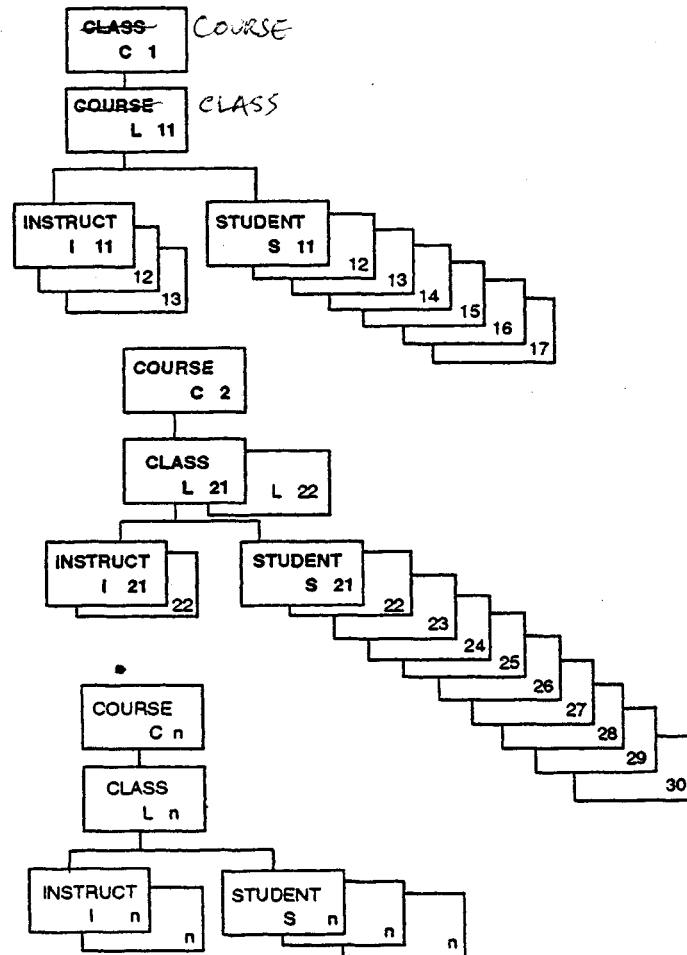 CLASS COURSE
C 1
COURSE CLASS
L 11
INSTRUCT
I 11
12
13
STUDENT
S 11
12
13
14
15
16
17
COURSE
C 2
CLASS
L 21
L 22
INSTRUCT
I 21
22
STUDENT
S 21
22
23
24
25
26
27
28
29
30
COURSE
C n
CLASS
L n
INSTRUCT
I n
n
STUDENT
S n
n
n